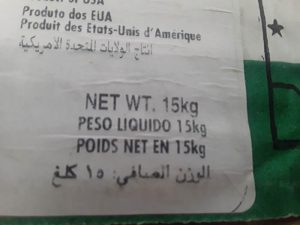 Product of USA
Produto dos EUA
Produit des Etats-Unis d'Amérique
انتاج الولايات المتحدة الامريكية
NET WT. 15kg
PESO LIQUIDO 15kg
POIDS NET EN 15kg
الوزن الصافي: ١٥ كلغ